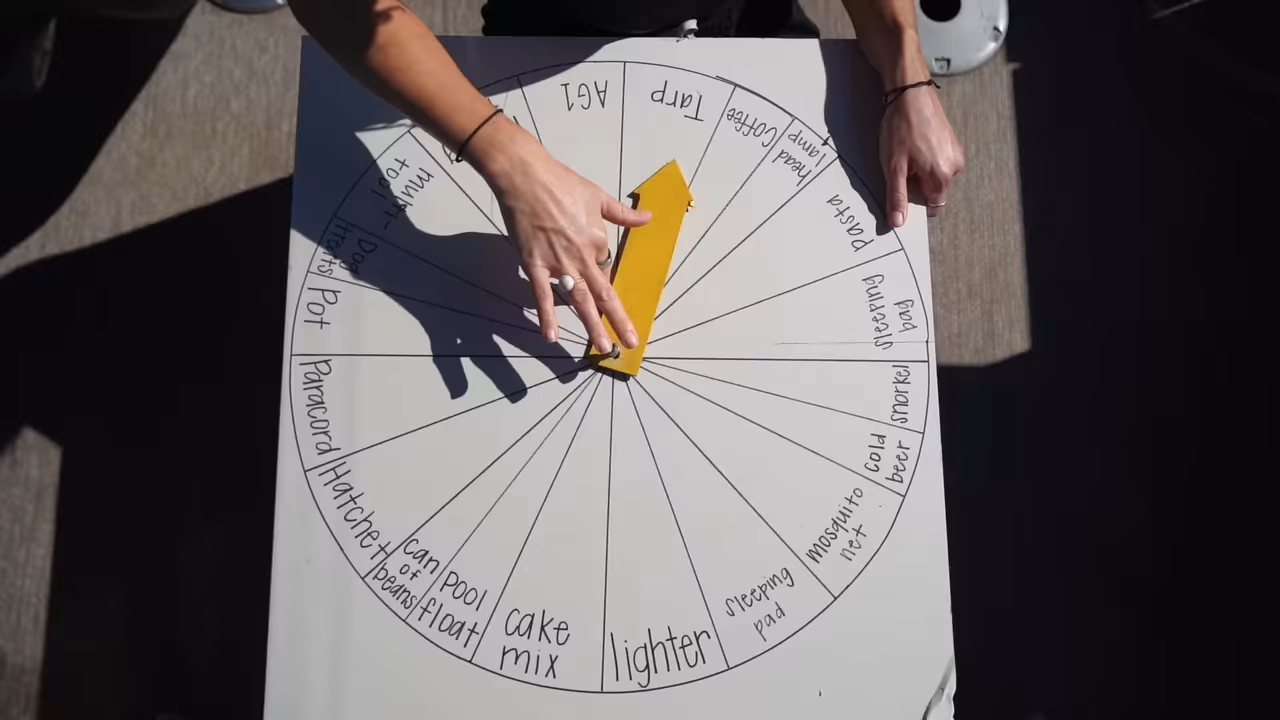 AG1
Tarp
Coffee
head
lamp
pasta
sleeping
bag
snorkel
cold
beer
mosquito
net
sleeping
pad
lighter
cake
mix
pool
float
can
of
beans
Hatchet
Paracord
Pot
Dog
treats
multi-
tool